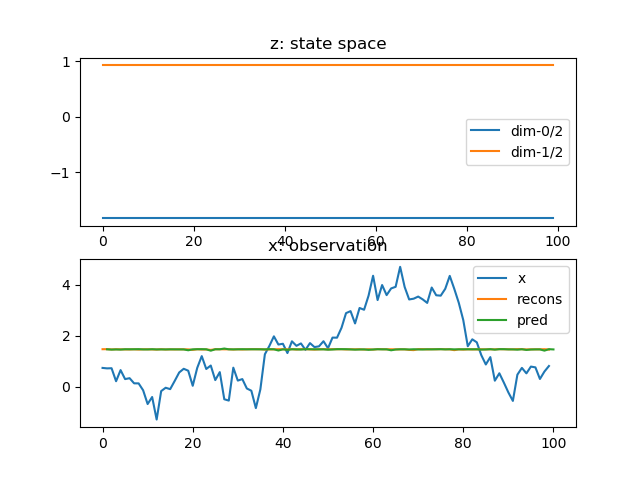 z: state space
1
0
−1
dim-0/2
dim-1/2
0 20 40 60 80 100
x: observation
4
2
0
x
recons
pred
0 20 40 60 80 100